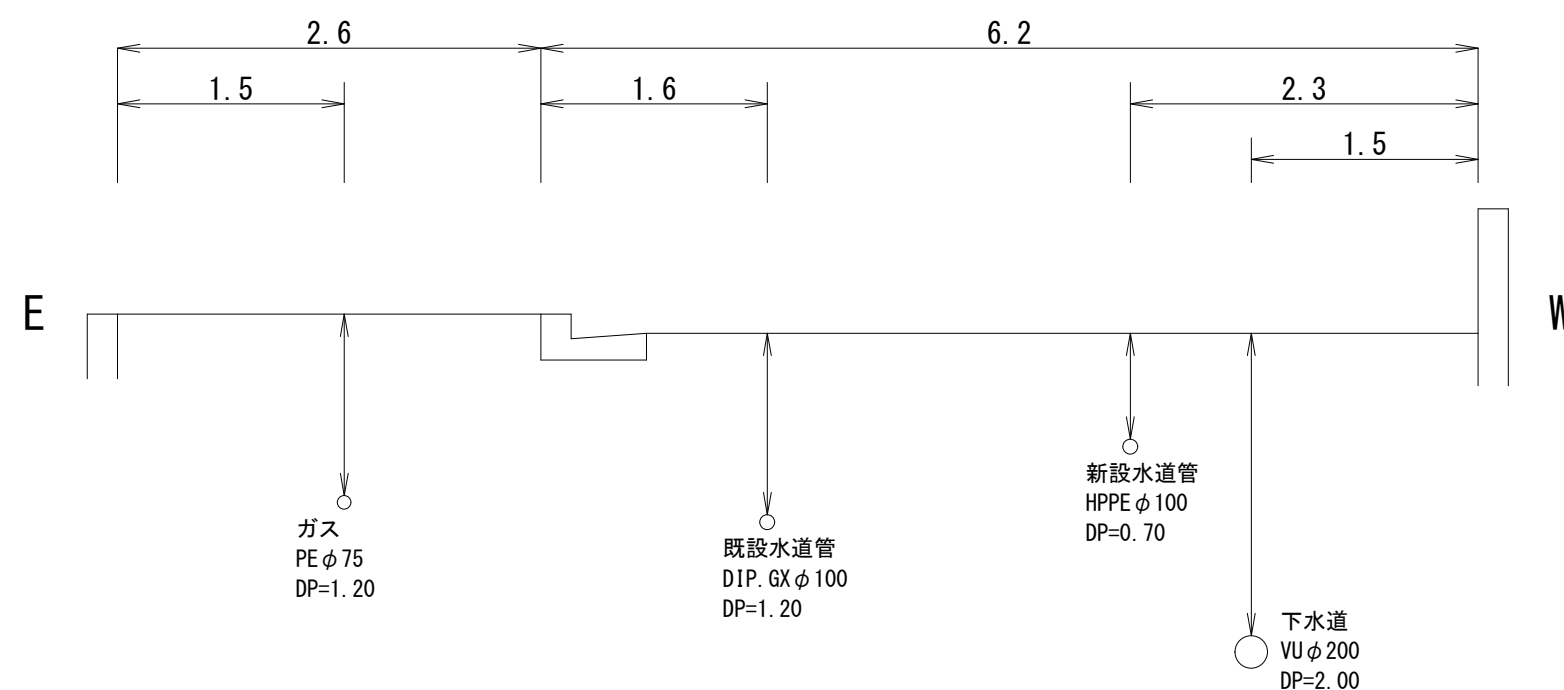 2.6
6.2
1.5
1.6
2.3
1.5
E
W
ガス
PEφ75
DP=1.20
既設水道管
DIP.GXφ100
DP=1.20
新設水道管
HPPEφ100
DP=0.70
下水道
VUφ200
DP=2.00